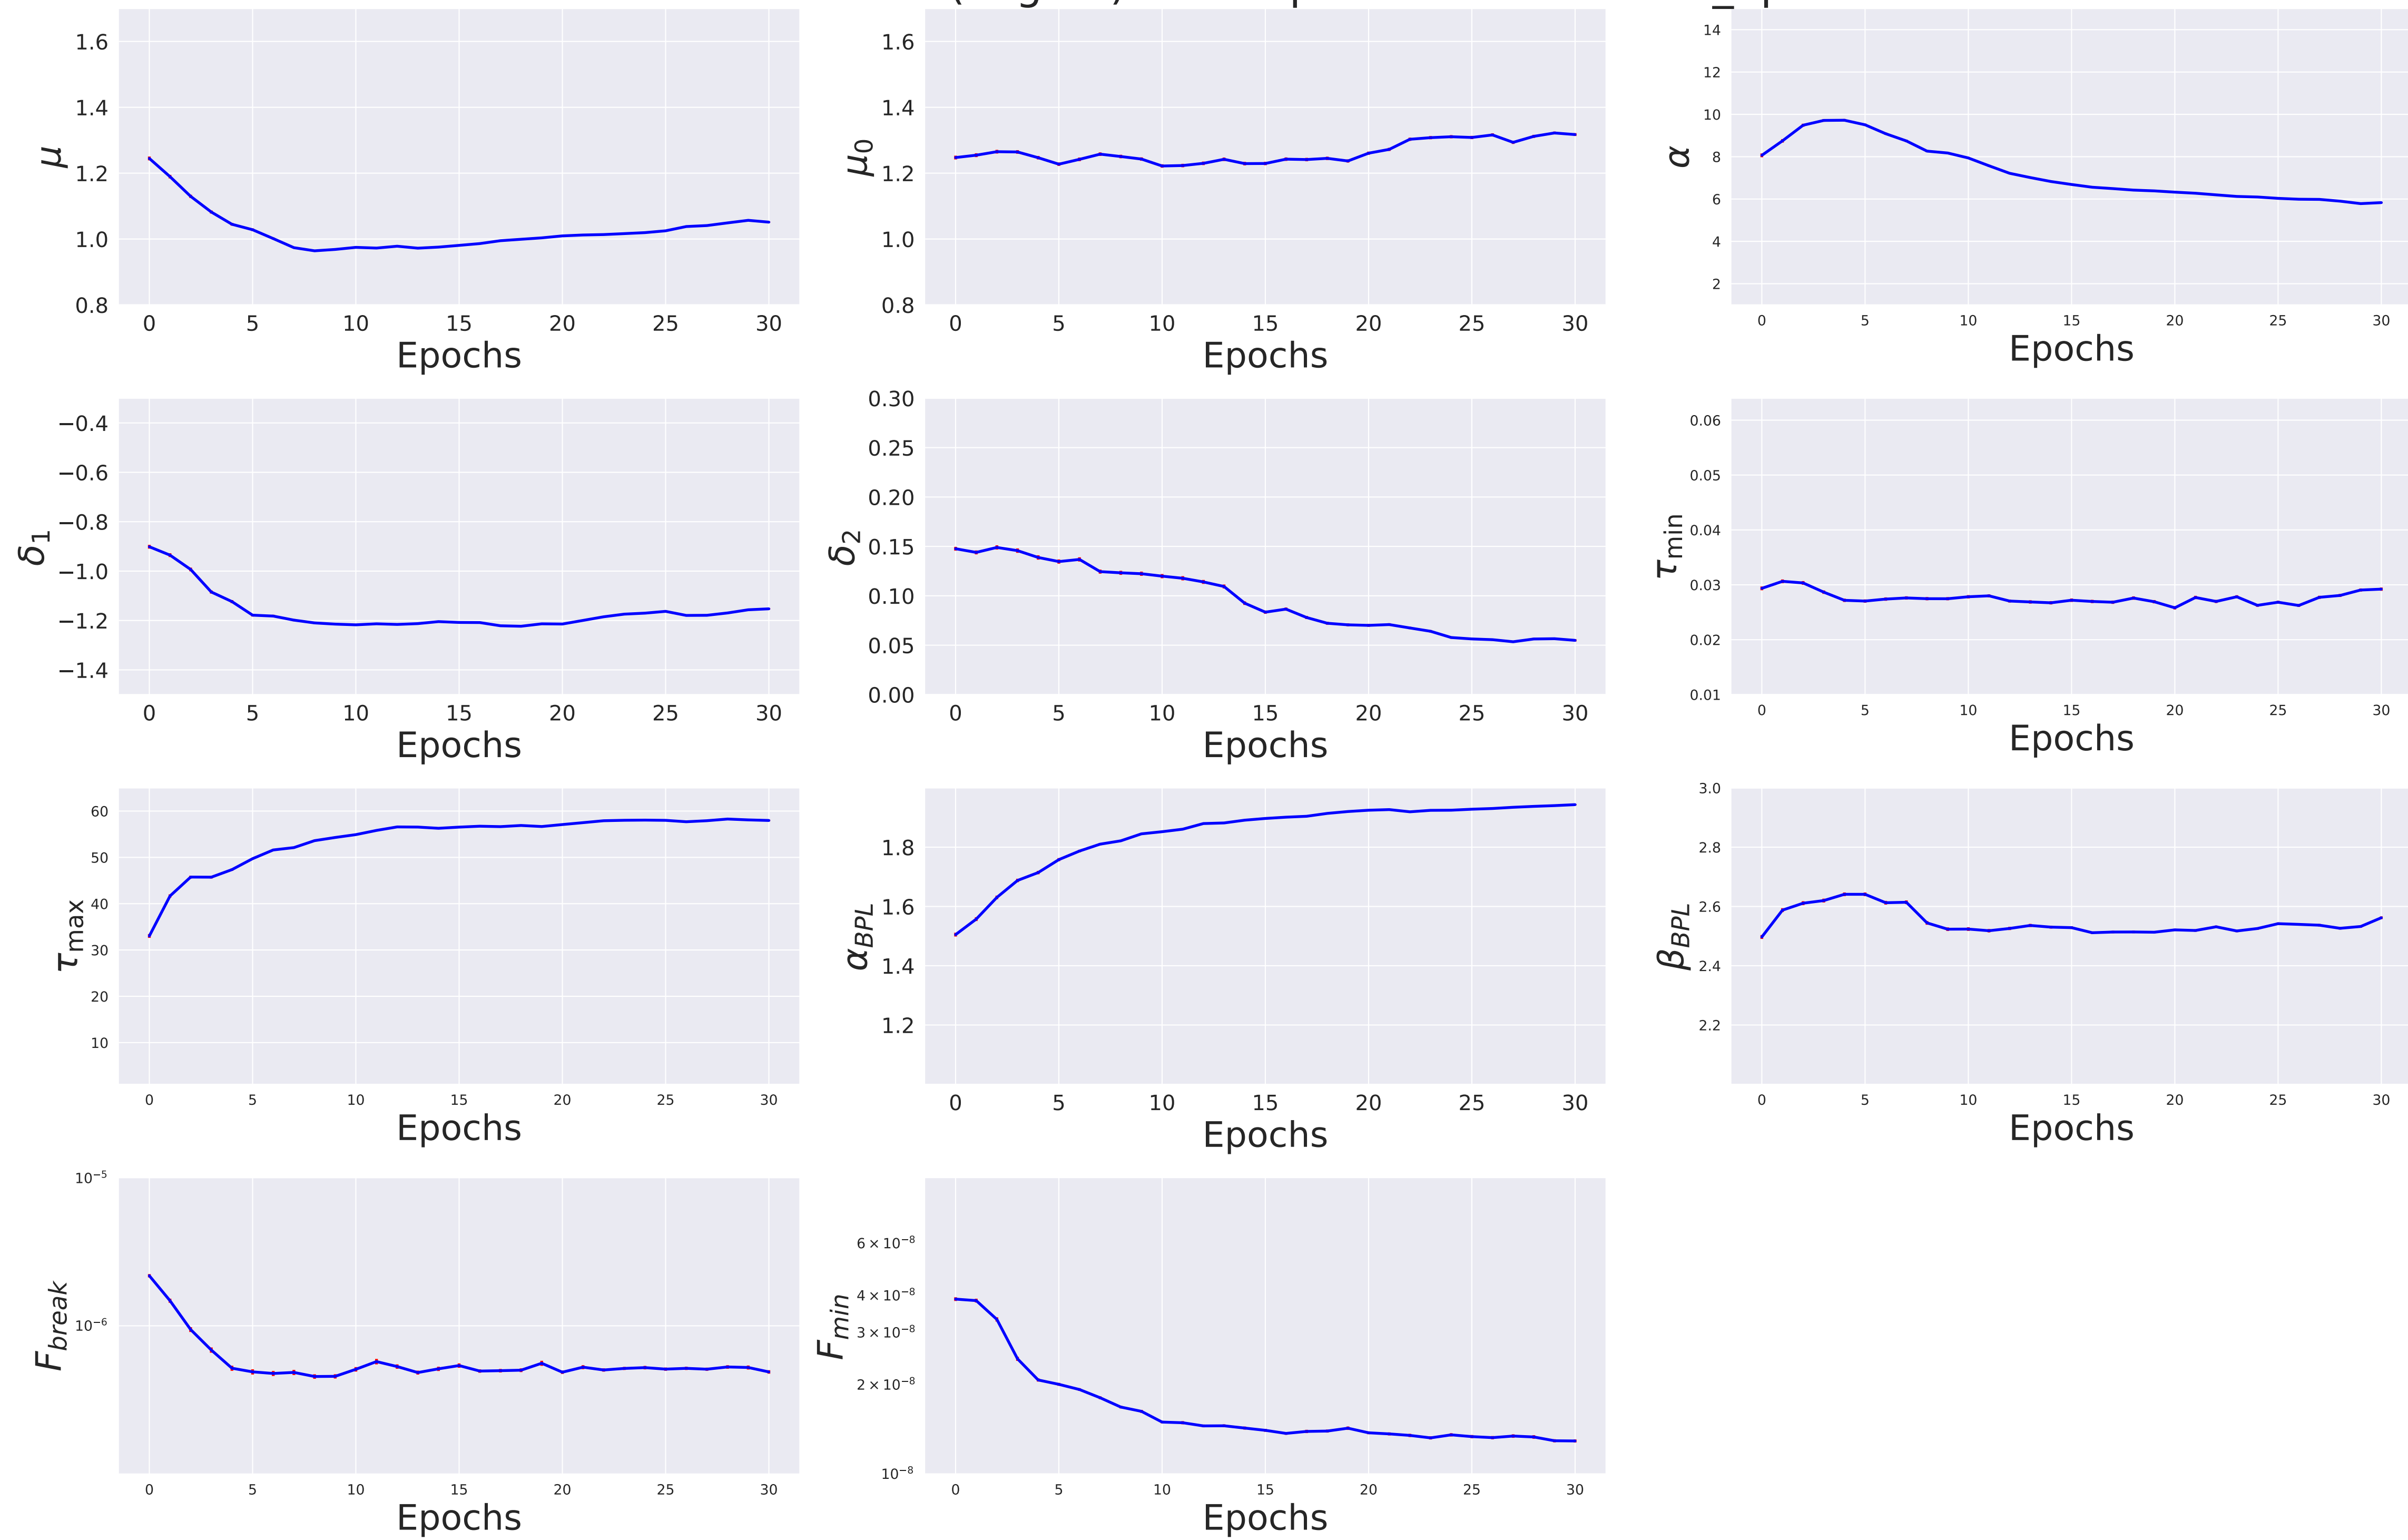 1.6 1.4 1.2 1.0 0.8
μ
0 5 10 15 20 25 30
Epochs
1.6 1.4 1.2 1.0 0.8
μ0
0 5 10 15 20 25 30
Epochs
14 12 10 8 6 4 2
α
0 5 10 15 20 25 30
Epochs
−0.4 −0.6 −0.8 −1.0 −1.2 −1.4
δ1
0 5 10 15 20 25 30
Epochs
0.30 0.25 0.20 0.15 0.10 0.05 0.00
δ2
0 5 10 15 20 25 30
Epochs
0.06 0.05 0.04 0.03 0.02 0.01
τmin
0 5 10 15 20 25 30
Epochs
60 50 40 30 20 10
τmax
0 5 10 15 20 25 30
Epochs
1.8 1.6 1.4 1.2
αBPL
0 5 10 15 20 25 30
Epochs
3.0 2.8 2.6 2.4 2.2
βBPL
0 5 10 15 20 25 30
Epochs
10⁻⁵ 10⁻⁶
Fbreak
0 5 10 15 20 25 30
Epochs
6 × 10⁻⁸ 4 × 10⁻⁸ 3 × 10⁻⁸ 2 × 10⁻⁸ 10⁻⁸
Fmin
0 5 10 15 20 25 30
Epochs